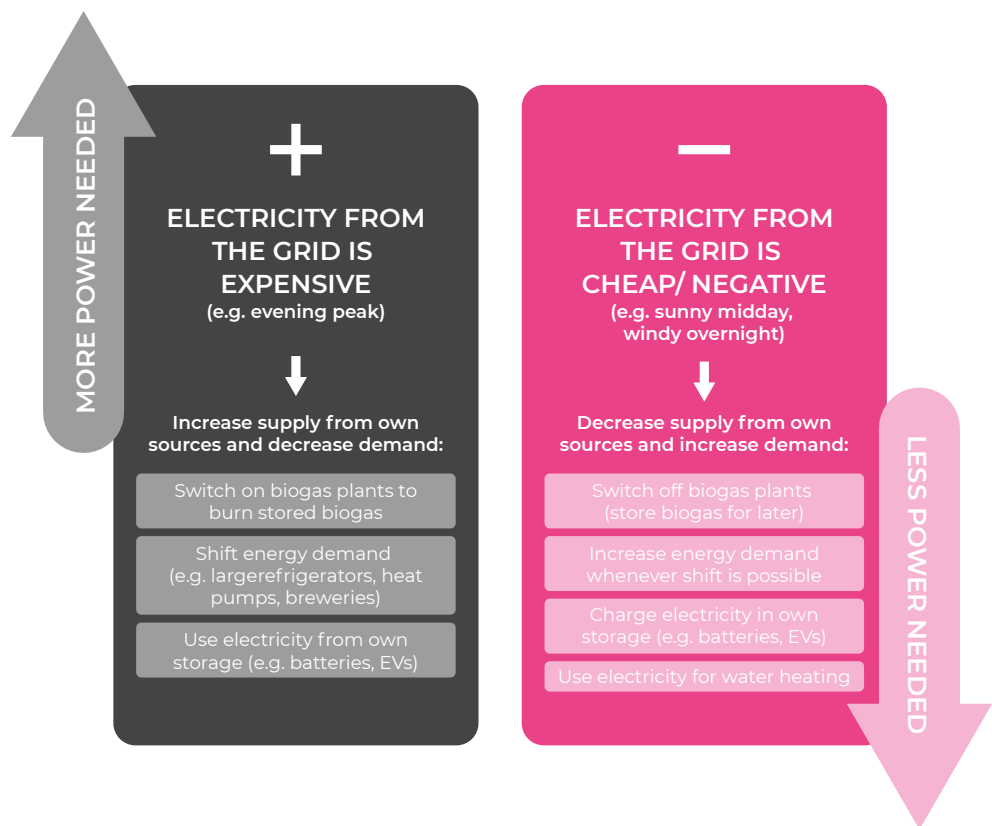 MORE POWER NEEDED
+
ELECTRICITY FROM
THE GRID IS
EXPENSIVE
(e.g. evening peak)
Increase supply from own
sources and decrease demand:
Switch on biogas plants to
burn stored biogas
Shift energy demand
(e.g. largerefrigerators, heat
pumps, breweries)
Use electricity from own
storage (e.g. batteries, EVs)
−
ELECTRICITY FROM
THE GRID IS
CHEAP/ NEGATIVE
(e.g. sunny midday,
windy overnight)
Decrease supply from own
sources and increase demand:
Switch off biogas plants
(store biogas for later)
Increase energy demand
whenever shift is possible
Charge electricity in own
storage (e.g. batteries, EVs)
Use electricity for water heating
LESS POWER NEEDED